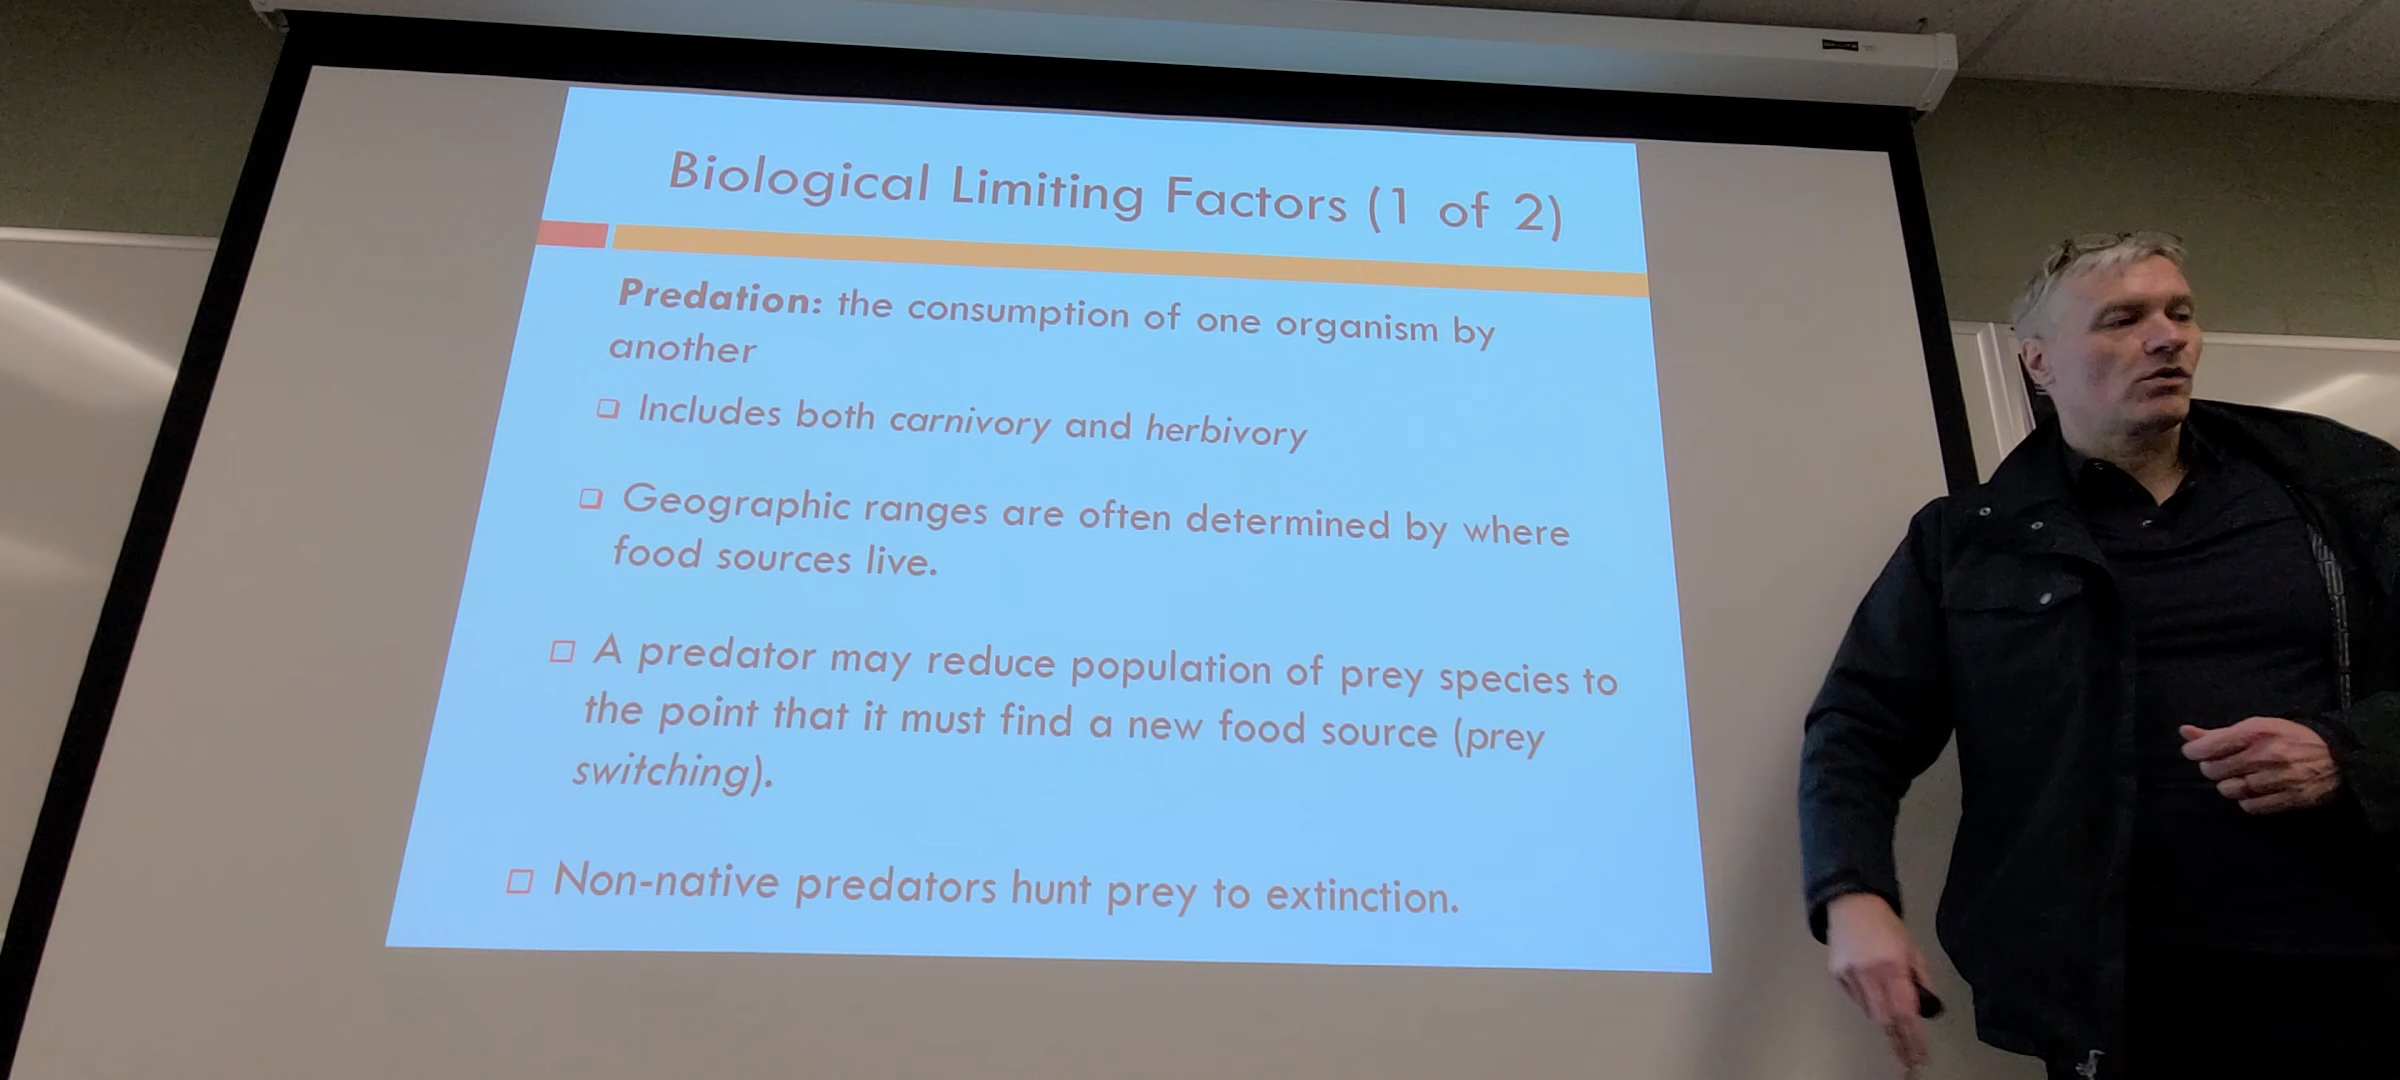 Biological Limiting Factors (1 of 2)
Predation: the consumption of one organism by
another
Includes both carnivory and herbivory
Geographic ranges are often determined by where
food sources live.
A predator may reduce population of prey species to
the point that it must find a new food source (prey
switching).
Non-native predators hunt prey to extinction.